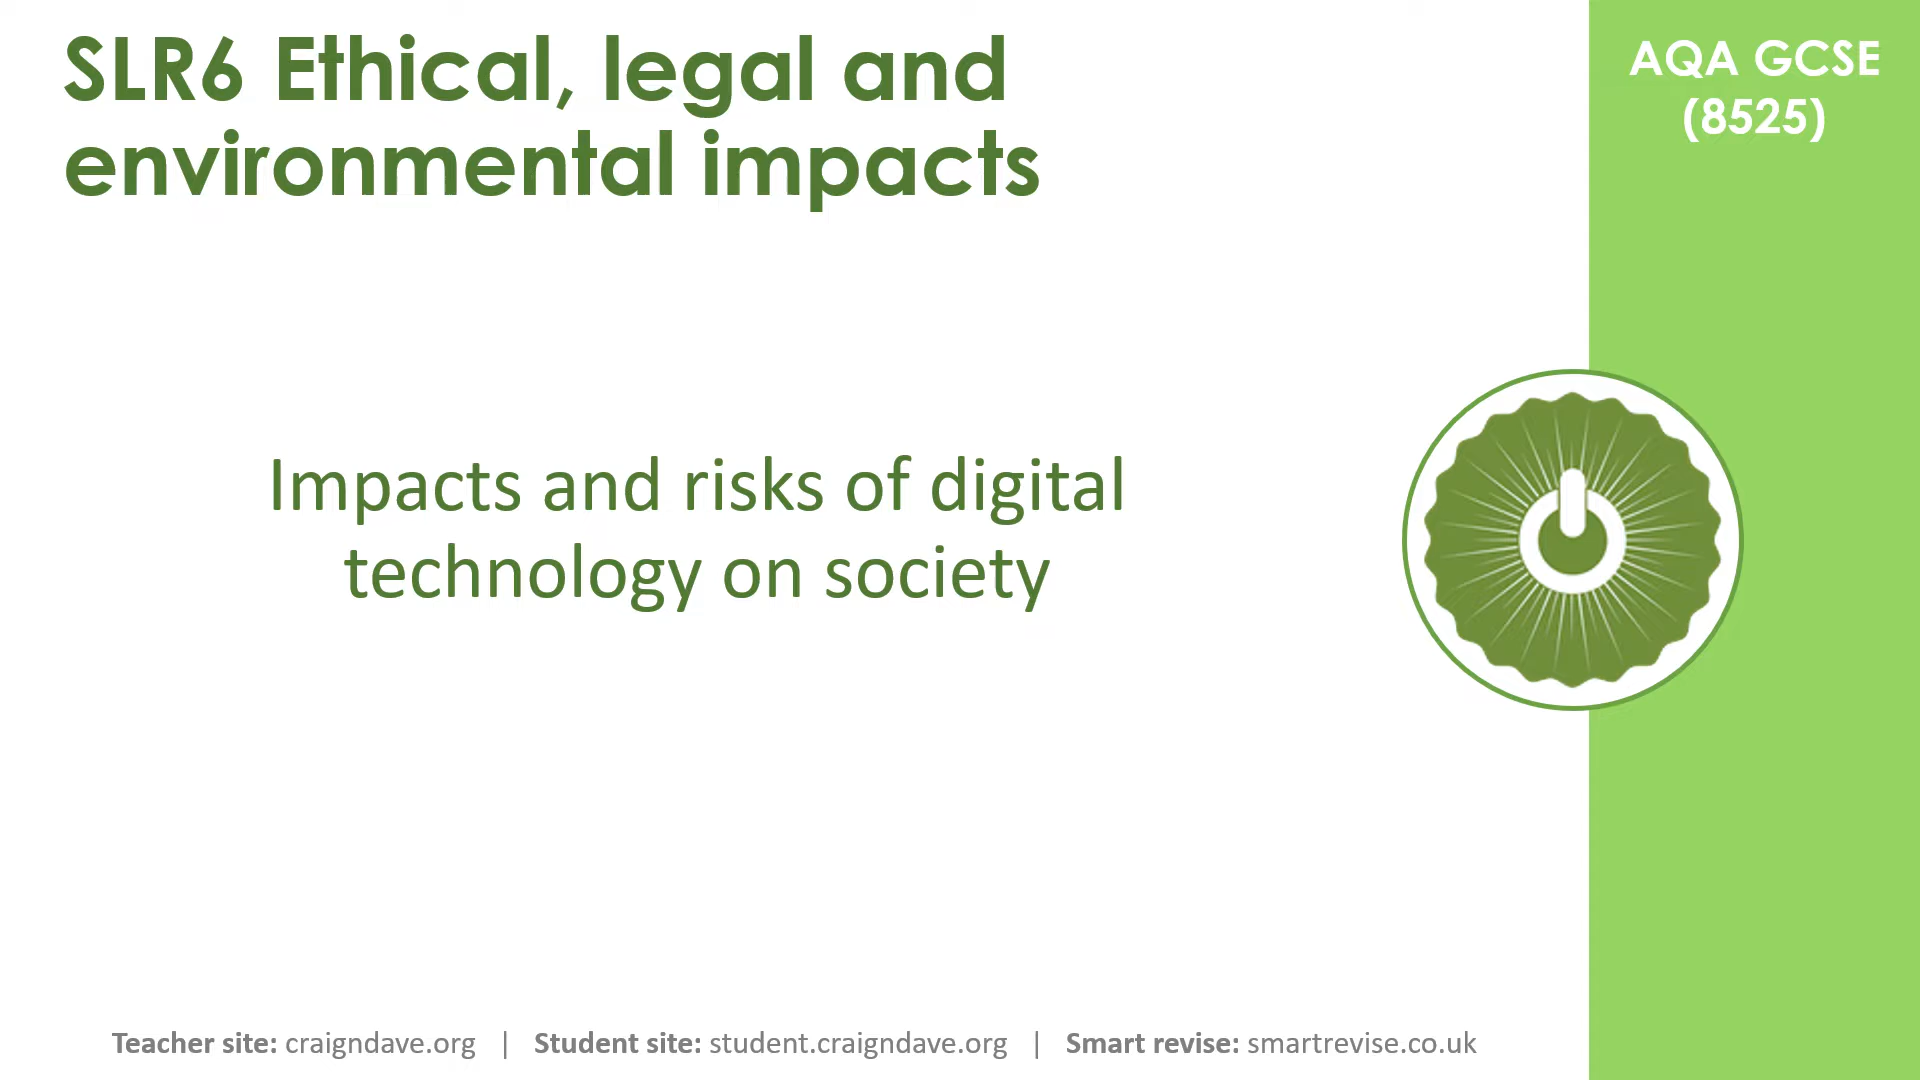 SLR6 Ethical, legal and
environmental impacts
AQA GCSE
(8525)
Impacts and risks of digital
technology on society
Teacher site: craigndave.org | Student site: student.craigndave.org | Smart revise: smartrevise.co.uk